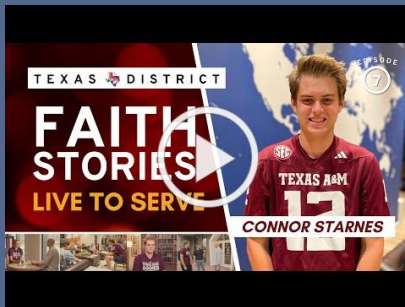 TEXAS DISTRICT
FAITH
STORIES
LIVE TO SERVE
EPISODE
7
SEC
TEXAS A&M
12
CONNOR STARNES